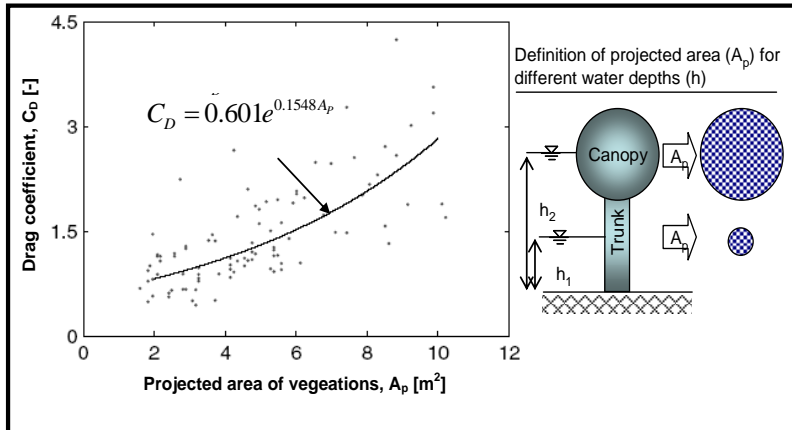 4.5
3
1.5
0
0
2
4
6
8
10
12
Drag coefficient, C_D [-]
C_D = 0.601e^{0.1548A_P}
Projected area of vegeations, A_p [m²]
Definition of projected area (A_p) for
different water depths (h)
Canopy
A_p
h_2
Trunk
A_p
h_1